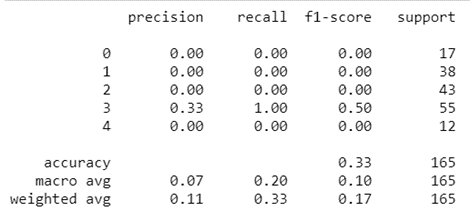 precision recall f1-score support
0 0.00 0.00 0.00 17
1 0.00 0.00 0.00 38
2 0.00 0.00 0.00 43
3 0.33 1.00 0.50 55
4 0.00 0.00 0.00 12
accuracy 0.33 165
macro avg 0.07 0.20 0.10 165
weighted avg 0.11 0.33 0.17 165